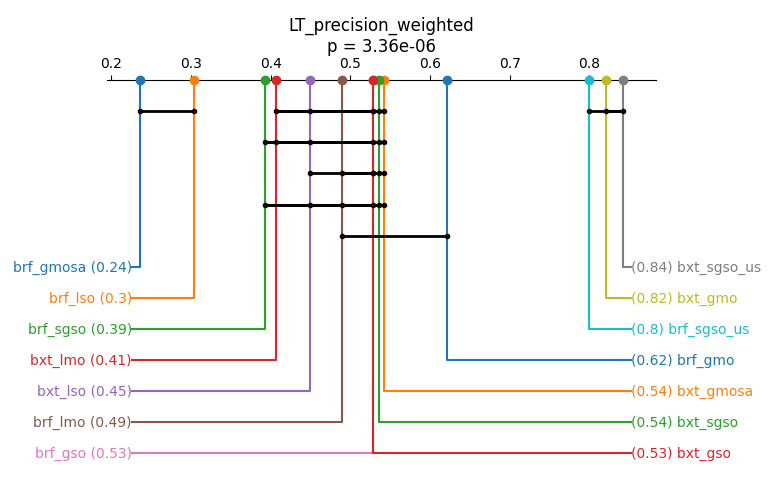 LT_precision_weighted
p = 3.36e-06
0.2 0.3 0.4 0.5 0.6 0.7 0.8
brf_gmosa (0.24) (0.84) bxt_sgso_us
brf_lso (0.3) (0.82) bxt_gmo
brf_sgso (0.39) (0.8) brf_sgso_us
bxt_lmo (0.41) (0.62) brf_gmo
bxt_lso (0.45) (0.54) bxt_gmosa
brf_lmo (0.49) (0.54) bxt_sgso
brf_gso (0.53) (0.53) bxt_gso